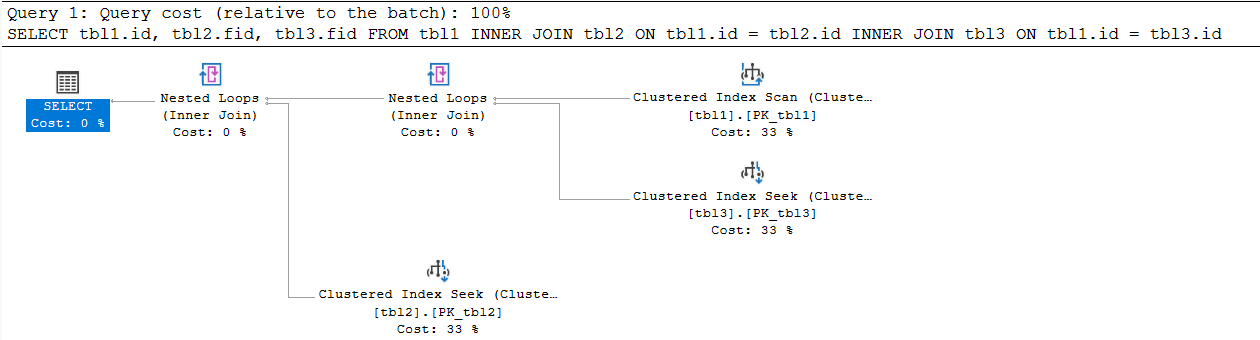 Query 1: Query cost (relative to the batch): 100%
SELECT tbl1.id, tbl2.fid, tbl3.fid FROM tbl1 INNER JOIN tbl2 ON tbl1.id = tbl2.id INNER JOIN tbl3 ON tbl1.id = tbl3.id
SELECT
Cost: 0 %
Nested Loops
(Inner Join)
Cost: 0 %
Nested Loops
(Inner Join)
Cost: 0 %
Clustered Index Scan (Cluste…
[tbl1].[PK_tbl1]
Cost: 33 %
Clustered Index Seek (Cluste…
[tbl3].[PK_tbl3]
Cost: 33 %
Clustered Index Seek (Cluste…
[tbl2].[PK_tbl2]
Cost: 33 %